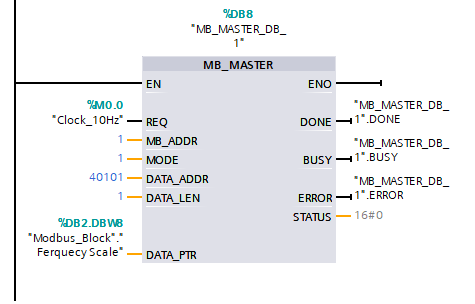 %DB8
"MB_MASTER_DB_
1"
MB_MASTER
EN
ENO
%M0.0
"Clock_10Hz"
REQ
DONE
"MB_MASTER_DB_
1".DONE
1
MB_ADDR
1
MODE
BUSY
"MB_MASTER_DB_
1".BUSY
40101
DATA_ADDR
1
DATA_LEN
ERROR
"MB_MASTER_DB_
1".ERROR
STATUS
16#0
%DB2.DBW8
"Modbus_Block"."
Ferquecy Scale"
DATA_PTR